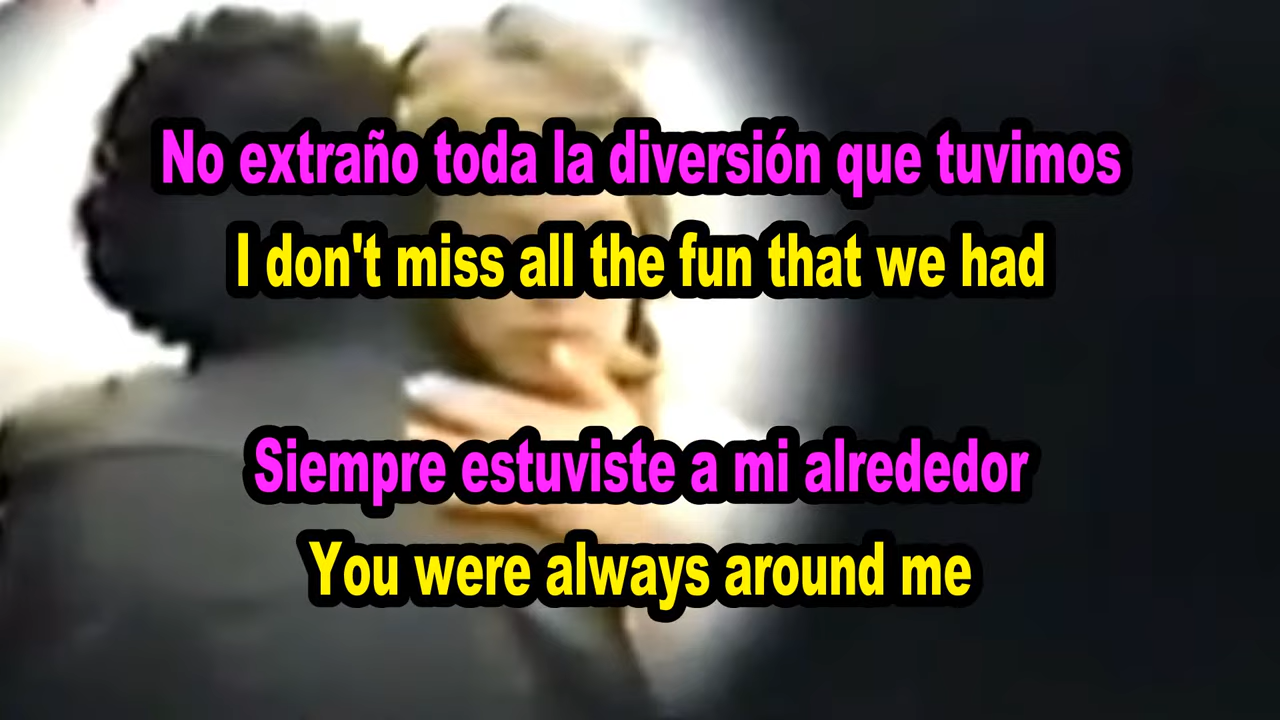 No extraño toda la diversión que tuvimos
I don't miss all the fun that we had
Siempre estuviste a mi alrededor
You were always around me